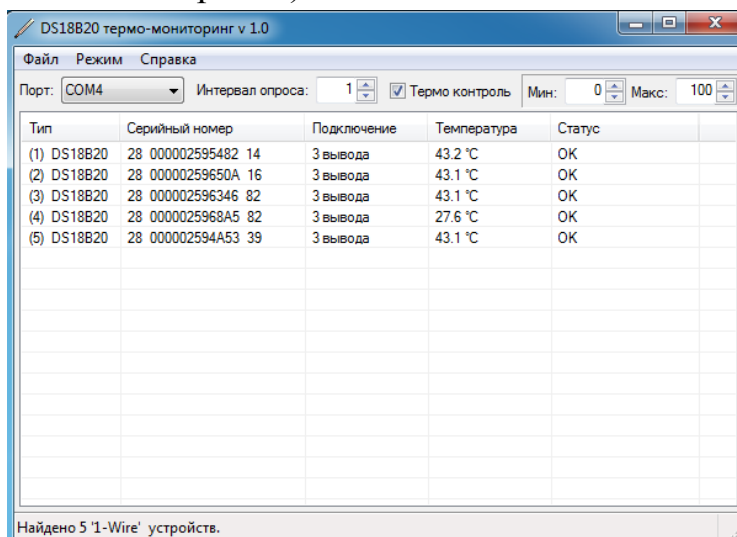 DS18B20 термо-мониторинг v 1.0
Файл Режим Справка
Порт: COM4 Интервал опроса: 1 Термо контроль Мин: 0 Макс: 100
Тип Серийный номер Подключение Температура Статус
(1) DS18B20 28 000002595482 14 3 вывода 43.2 °C OK
(2) DS18B20 28 00000259650A 16 3 вывода 43.1 °C OK
(3) DS18B20 28 000002596346 82 3 вывода 43.1 °C OK
(4) DS18B20 28 0000025968A5 82 3 вывода 27.6 °C OK
(5) DS18B20 28 000002594A53 39 3 вывода 43.1 °C OK
Найдено 5 '1-Wire' устройств.